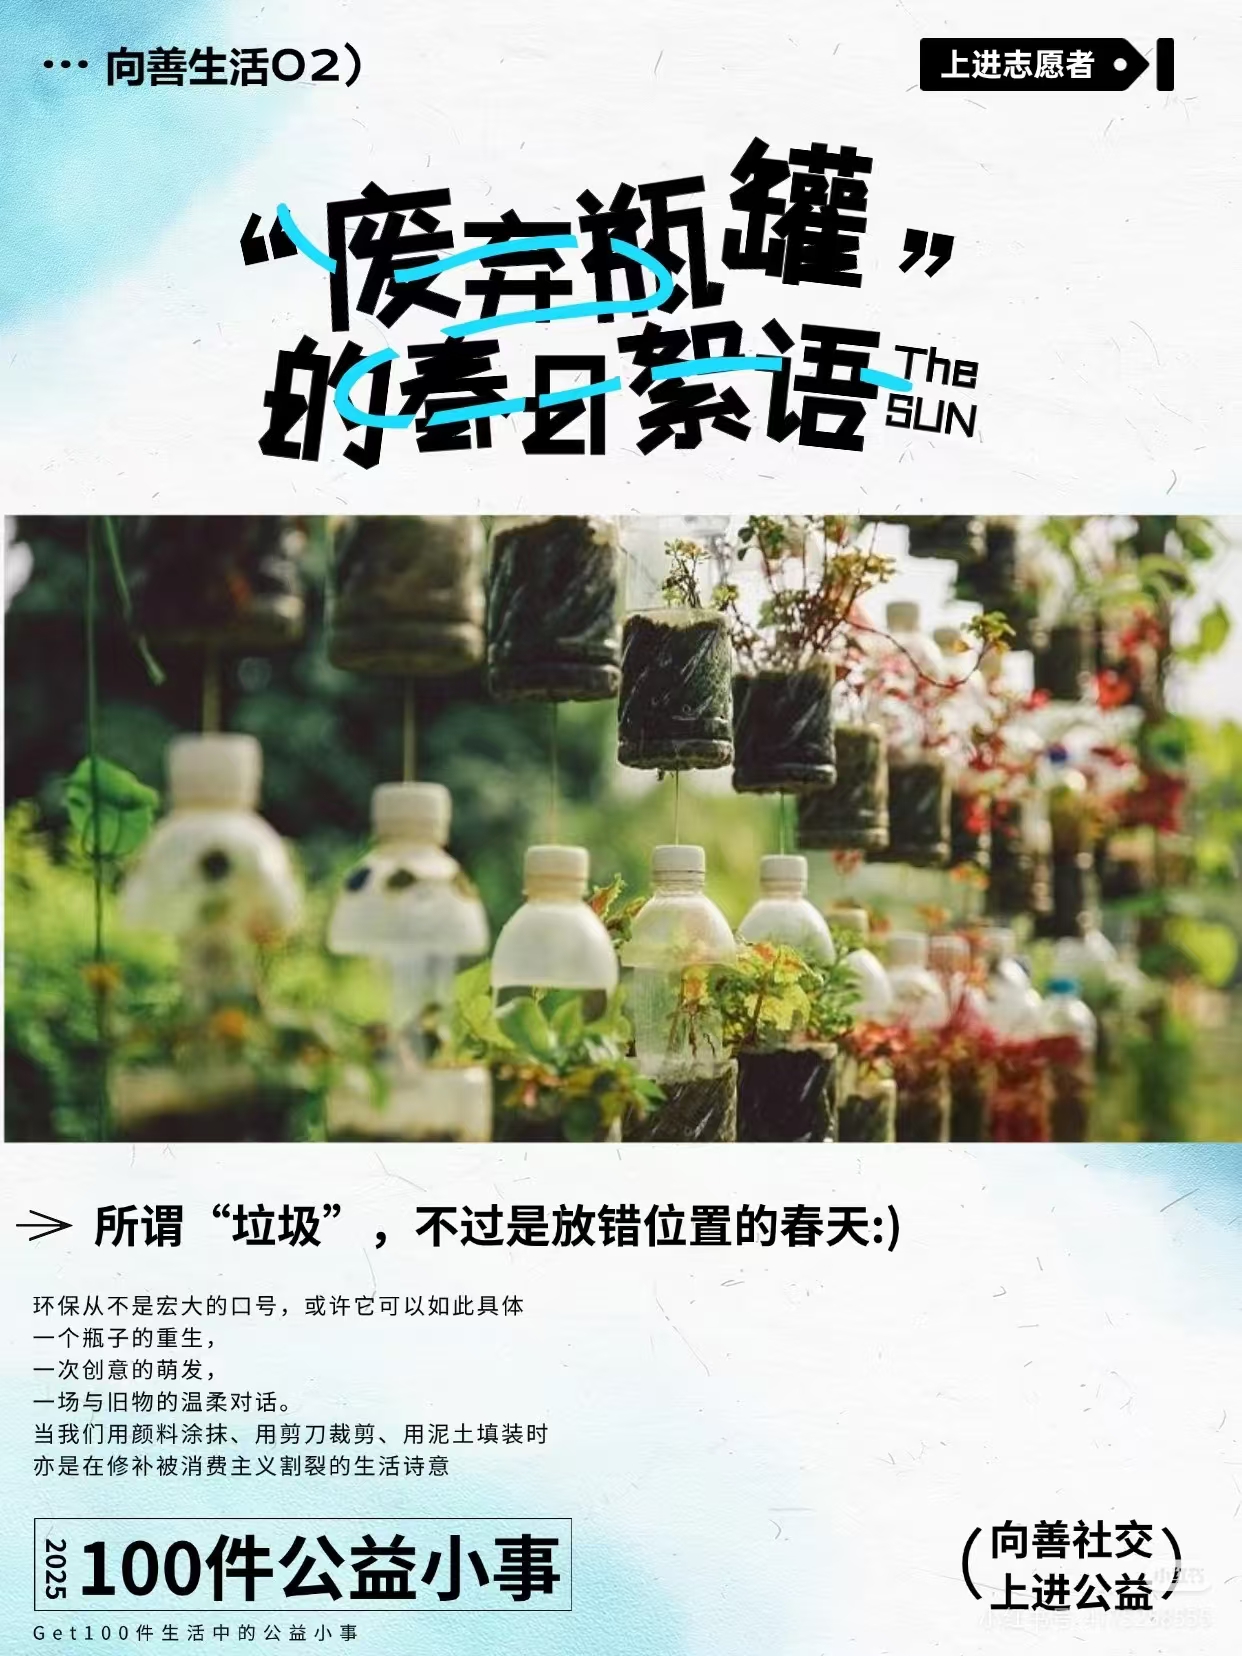 ··· 向善生活02）
上进志愿者
“废弃瓶罐”
的春日絮语
The
SUN
所谓“垃圾”，不过是放错位置的春天:)
环保从不是宏大的口号，或许它可以如此具体
一个瓶子的重生，
一次创意的萌发，
一场与旧物的温柔对话。
当我们用颜料涂抹、用剪刀裁剪、用泥土填装时
亦是在修补被消费主义割裂的生活诗意
2025
100件公益小事
Get100件生活中的公益小事
（向善社交
上进公益）
小红书